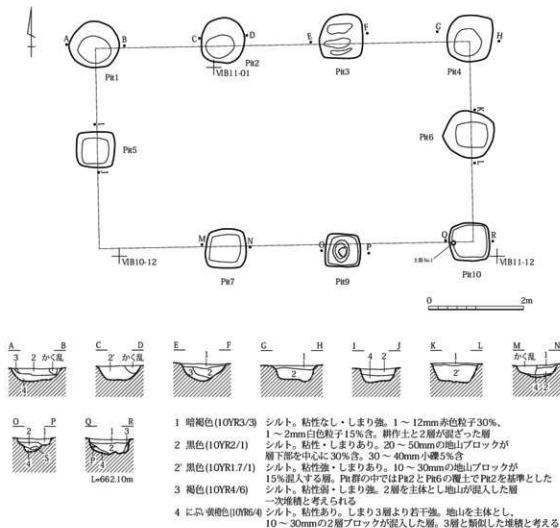 A B C D E F G H
Pit1 Pit2 Pit3 Pit4
VIB11-01
K
I Pit6
Pit5
J L
M N O P Q R
土器No.1
VIB10-12 Pit7 Pit9 Pit10 VIB11-12
0 2m
A B C D E F G H I J K L M N
3 2 かく乱 2' かく乱 1 1 4 2 1 かく乱 1
4 3 2 2' 4 2
O P Q R
2 1 1 3
L=662.10m
1 暗褐色(10YR3/3) シルト。粘性なし・しまり強。1~12mm赤色粒子30%、
1~2mm白色粒子15%含。耕作土と2層が混ざった層
2 黒色(10YR2/1) シルト。粘性・しまりあり。20~50mmの地山ブロックが
層下部を中心に30%含。30~40mm小礫5%含
2' 黒色(10YR1.7/1) シルト。粘性強・しまりあり。10~30mmの地山ブロックが
15%混入する層。Pit群の中ではPit2とPit6の覆土でPit2を基準とした
3 褐色(10YR4/6) シルト。粘性弱・しまり強。2層を主体とし地山が混入した層
一次堆積と考えられる
4 にぶい黄橙色(10YR6/4) シルト。粘性あり。しまり3層より若干強。地山を主体とし、
10~30mmの2層ブロックが混入した層。3層と類似した堆積と考える